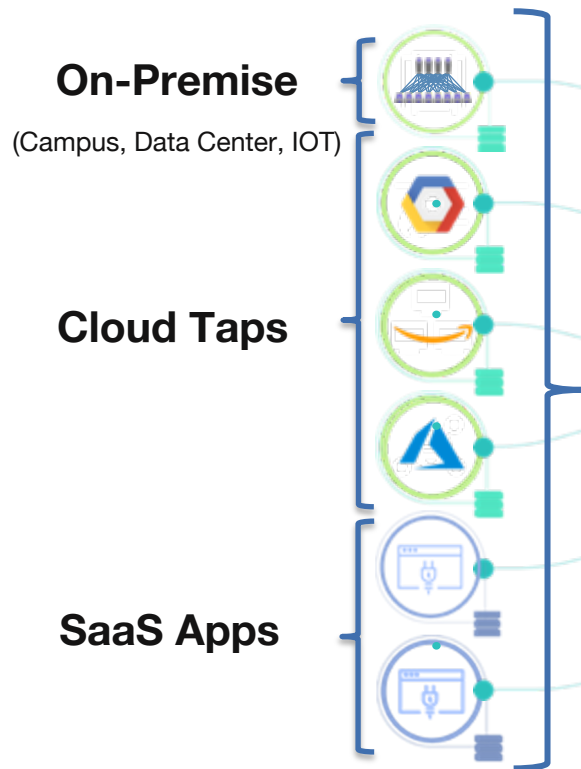 On-Premise
(Campus, Data Center, IOT)
Cloud Taps
SaaS Apps